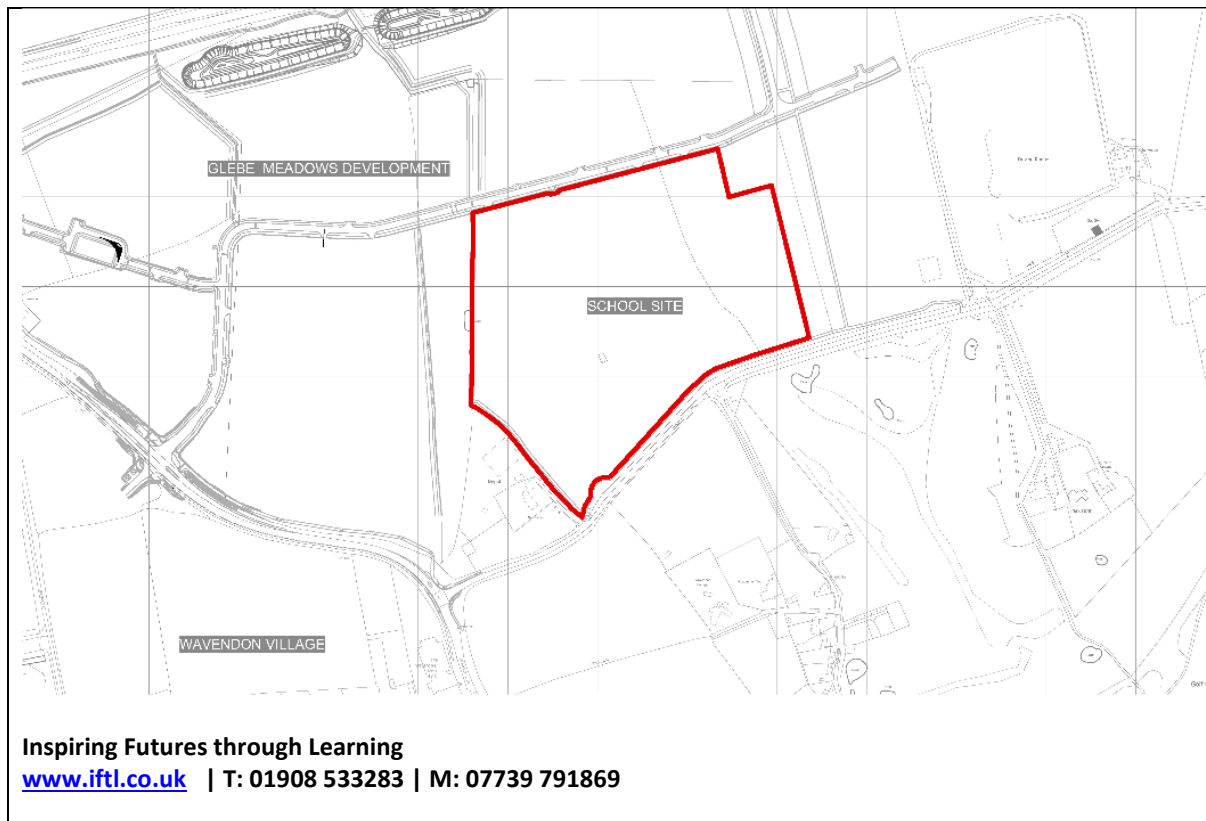 GLEBE MEADOWS DEVELOPMENT
SCHOOL SITE
WAVENDON VILLAGE
Golf
Inspiring Futures through Learning
www.iftl.co.uk | T: 01908 533283 | M: 07739 791869